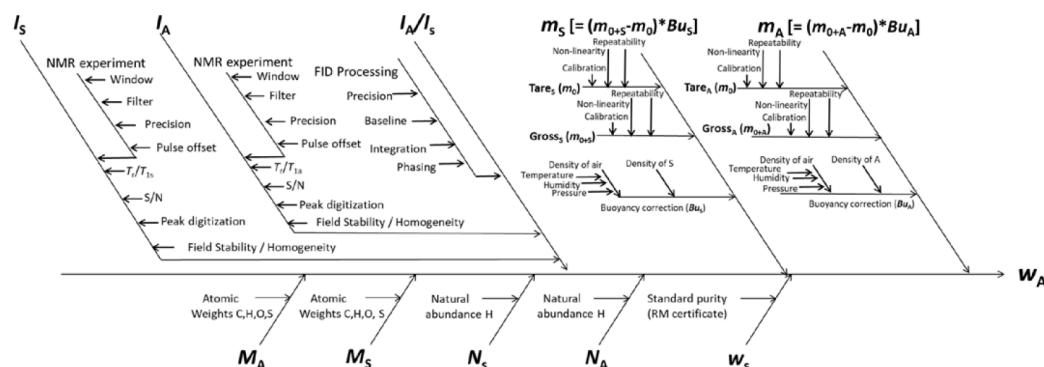 I_S
I_A
I_A/I_s
m_S [= (m_0+S-m_0)*Bu_S]
m_A [= (m_0+A-m_0)*Bu_A]
NMR experiment
Window
Filter
Precision
Pulse offset
T_r/T_1s
S/N
Peak digitization
Field Stability / Homogeneity
NMR experiment
Window
Filter
Precision
Pulse offset
T_r/T_1a
S/N
Peak digitization
Field Stability / Homogeneity
FID Processing
Precision
Baseline
Integration
Phasing
Repeatability
Non-linearity
Calibration
Tare_S (m_0)
Repeatability
Non-linearity
Calibration
Gross_S (m_0+S)
Density of air
Density of S
Temperature
Humidity
Pressure
Buoyancy correction (Bu_S)
Repeatability
Non-linearity
Calibration
Tare_A (m_0)
Repeatability
Non-linearity
Calibration
Gross_A (m_0+A)
Density of air
Density of A
Temperature
Humidity
Pressure
Buoyancy correction (Bu_A)
w_A
Atomic
Weights C,H,O,S
Atomic
Weights C,H,O, S
Natural
abundance H
Natural
abundance H
Standard purity
(RM certificate)
M_A
M_S
N_s
N_A
w_s